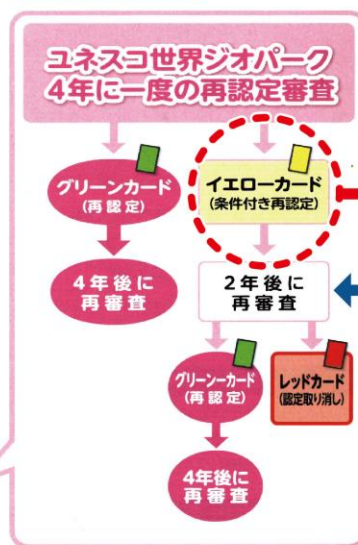 ユネスコ世界ジオパーク
4年に一度の再認定審査
グリーンカード
(再認定)
イエローカード
(条件付き再認定)
4年後に
再審査
2年後に
再審査
グリーンーカード
(再認定)
レッドカード
(認定取り消し)
4年後に
再審査